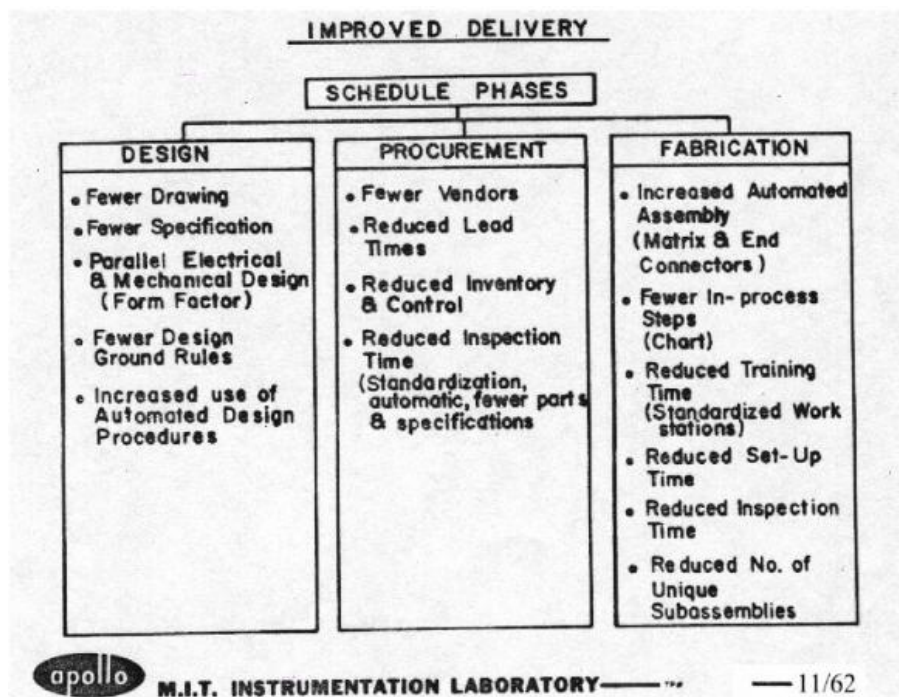 IMPROVED DELIVERY
SCHEDULE PHASES
DESIGN
• Fewer Drawing
• Fewer Specification
• Parallel Electrical
& Mechanical Design
(Form Factor)
• Fewer Design
Ground Rules
• Increased use of
Automated Design
Procedures
PROCUREMENT
• Fewer Vendors
• Reduced Lead
Times
• Reduced Inventory
& Control
• Reduced Inspection
Time
(Standardization,
automatic, fewer parts
& specifications
FABRICATION
• Increased Automated
Assembly
(Matrix & End
Connectors)
• Fewer In-process
Steps
(Chart)
• Reduced Training
Time
(Standardized Work
stations)
• Reduced Set-Up
Time
• Reduced Inspection
Time
• Reduced No. of
Unique
Subassemblies
apollo
M.I.T. INSTRUMENTATION LABORATORY
— 11/62